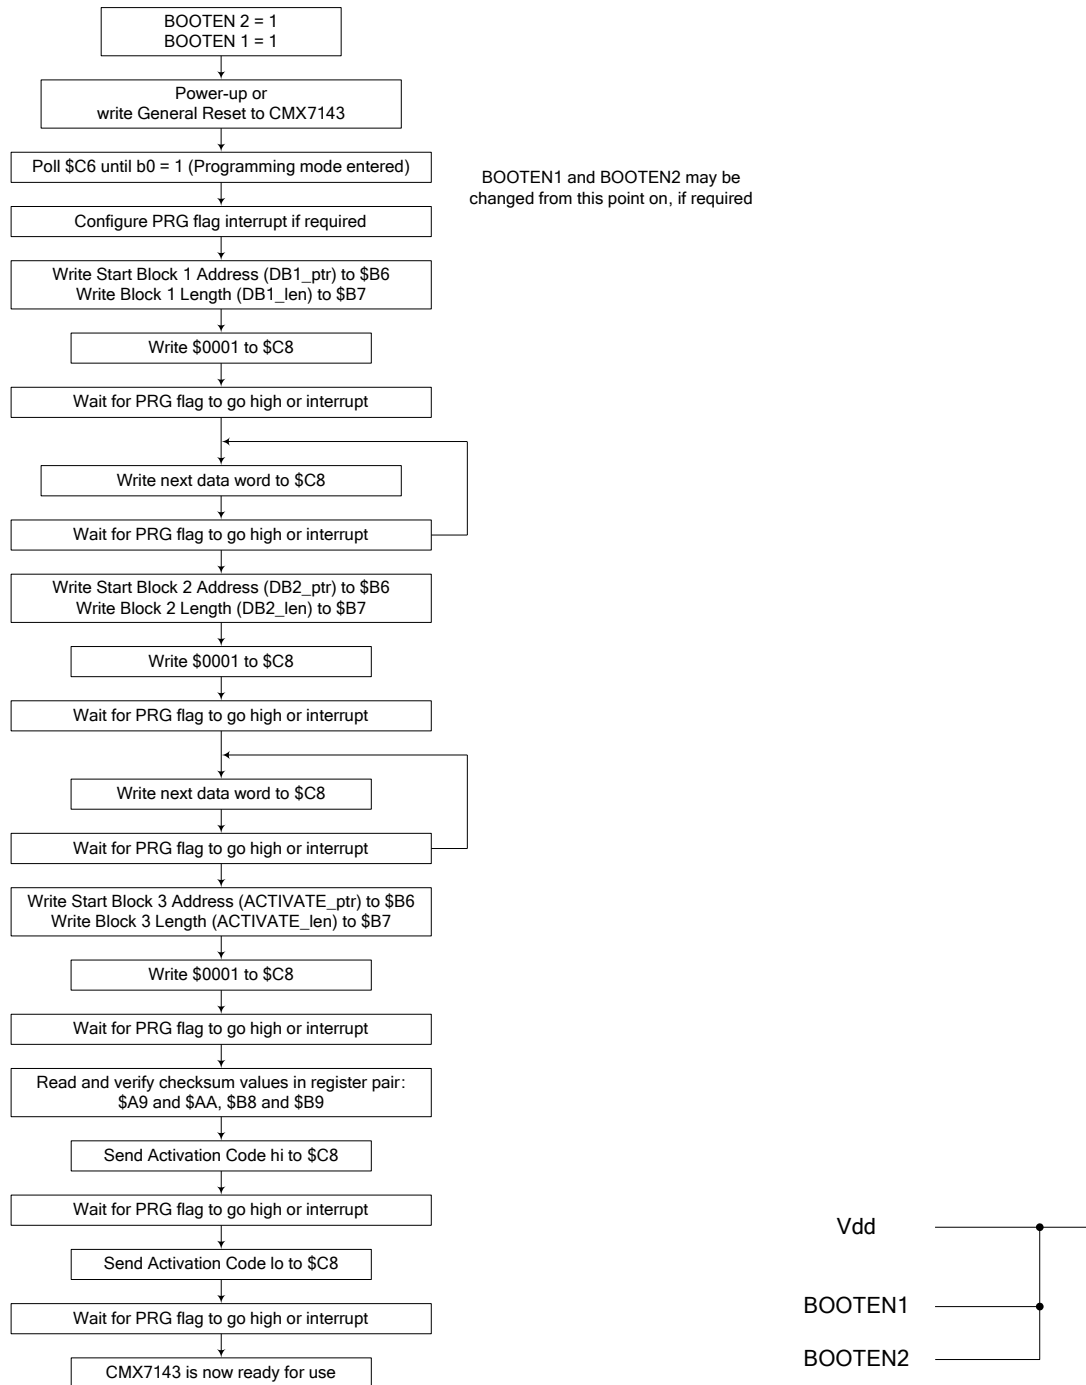 BOOTEN 2 = 1
BOOTEN 1 = 1
Power-up or
write General Reset to CMX7143
Poll $C6 until b0 = 1 (Programming mode entered)
BOOTEN1 and BOOTEN2 may be
changed from this point on, if required
Configure PRG flag interrupt if required
Write Start Block 1 Address (DB1_ptr) to $B6
Write Block 1 Length (DB1_len) to $B7
Write $0001 to $C8
Wait for PRG flag to go high or interrupt
Write next data word to $C8
Wait for PRG flag to go high or interrupt
Write Start Block 2 Address (DB2_ptr) to $B6
Write Block 2 Length (DB2_len) to $B7
Write $0001 to $C8
Wait for PRG flag to go high or interrupt
Write next data word to $C8
Wait for PRG flag to go high or interrupt
Write Start Block 3 Address (ACTIVATE_ptr) to $B6
Write Block 3 Length (ACTIVATE_len) to $B7
Write $0001 to $C8
Wait for PRG flag to go high or interrupt
Read and verify checksum values in register pair:
$A9 and $AA, $B8 and $B9
Send Activation Code hi to $C8
Wait for PRG flag to go high or interrupt
Send Activation Code lo to $C8
Wait for PRG flag to go high or interrupt
CMX7143 is now ready for use
Vdd
BOOTEN1
BOOTEN2